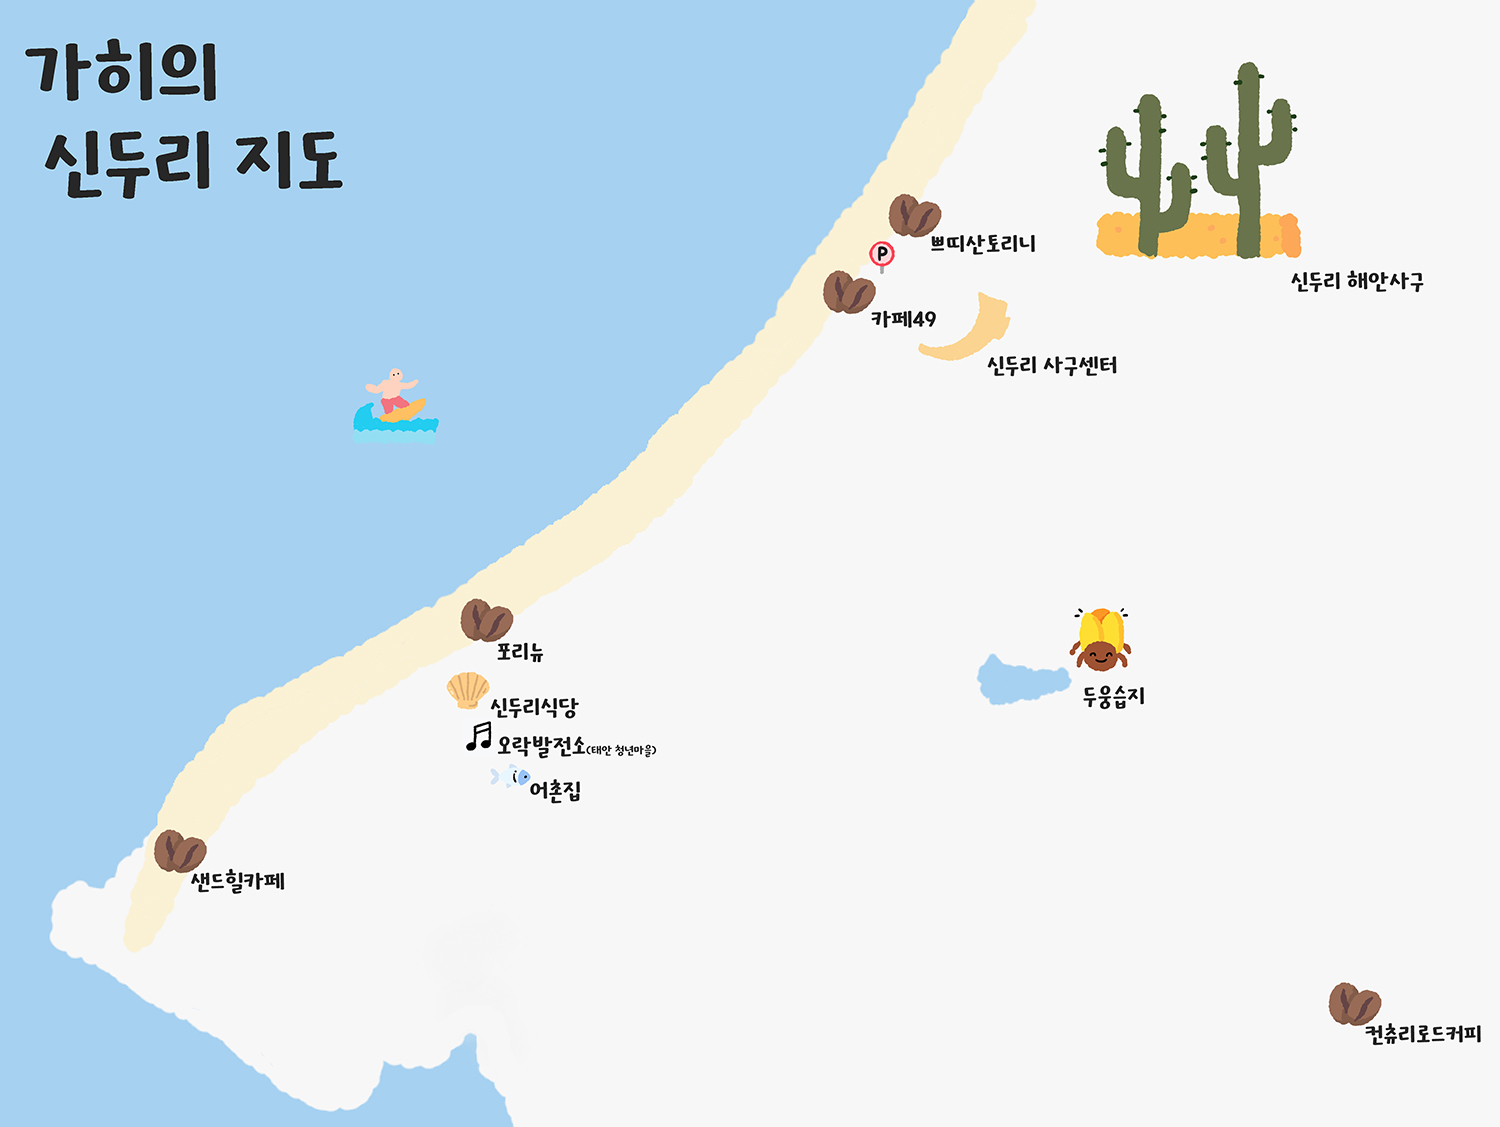 가히의
신두리 지도
쁘띠산토리니
P
신두리 해안사구
카페49
신두리 사구센터
포리뉴
신두리식당
오락발전소(태안 청년마을)
어촌집
두웅습지
샌드힐카페
컨츄리로드커피